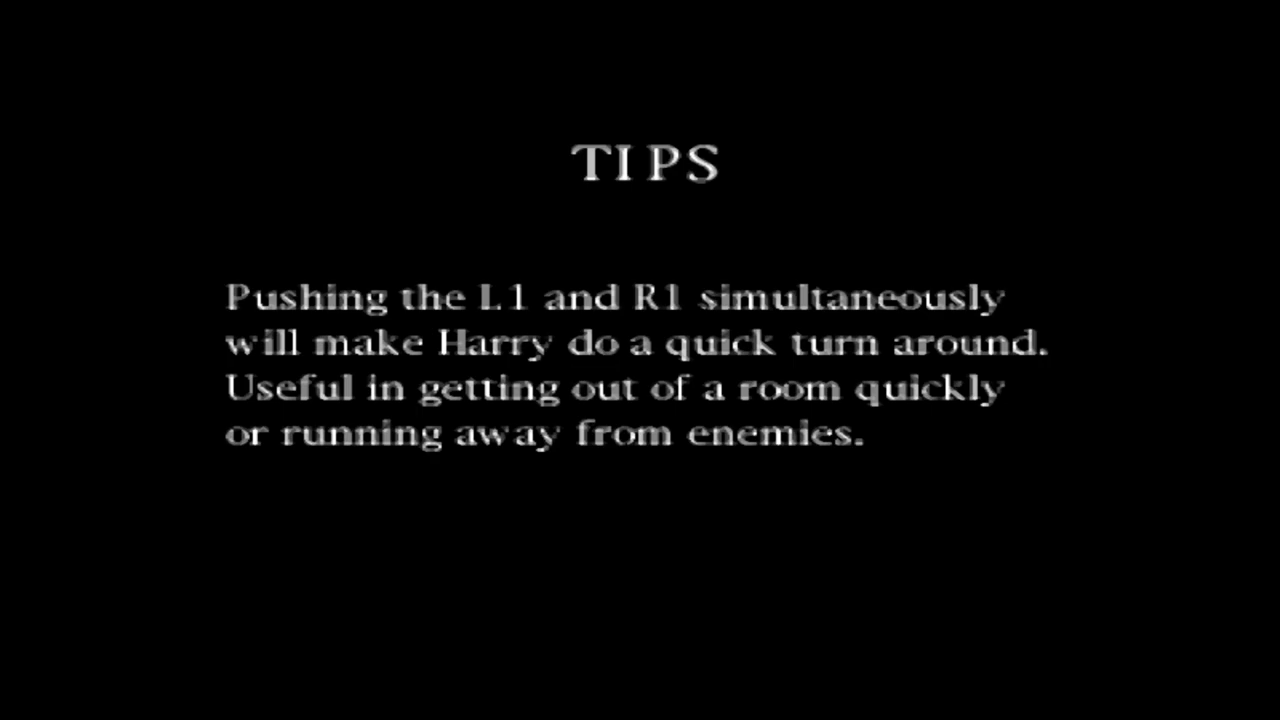 TIPS
Pushing the L1 and R1 simultaneously
will make Harry do a quick turn around.
Useful in getting out of a room quickly
or running away from enemies.